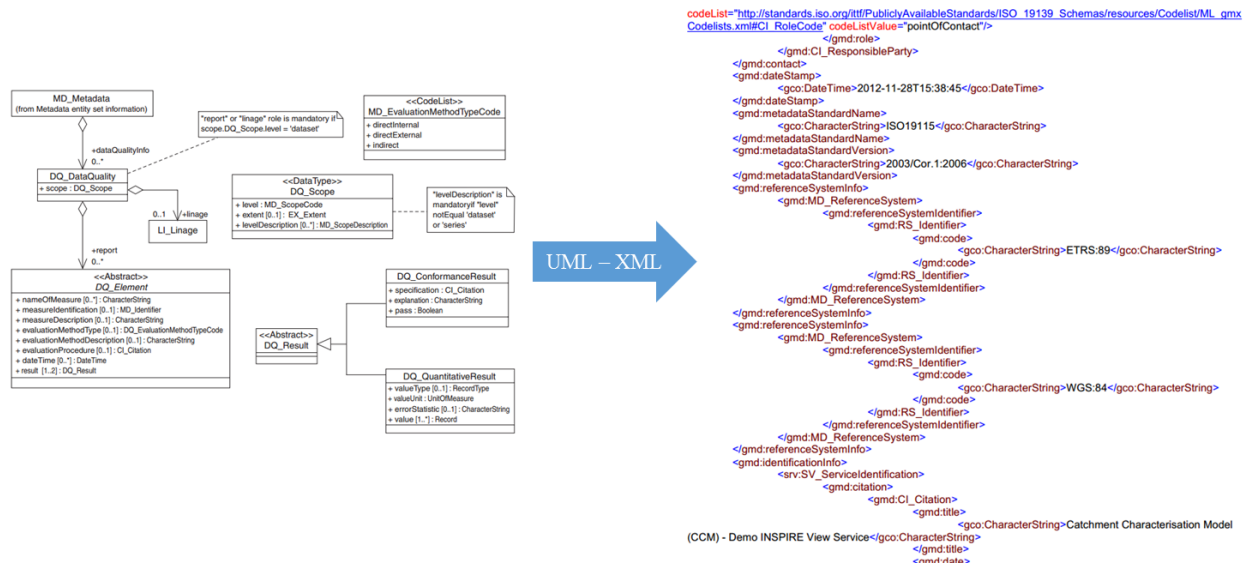 MD_Metadata
(from Metadata entity set information)
+dataQualityInfo
0..*
"report" or "linage" role is mandatory if
scope.DQ_Scope.level = 'dataset'
<<CodeList>>
MD_EvaluationMethodTypeCode
+ directInternal
+ directExternal
+ indirect
DQ_DataQuality
+ scope : DQ_Scope
0..1
+linage
LI_Linage
<<DataType>>
DQ_Scope
+ level : MD_ScopeCode
+ extent [0..1] : EX_Extent
+ levelDescription [0..*] : MD_ScopeDescription
"levelDescription" is
mandatoryif "level"
notEqual 'dataset'
or 'series'
+report
0..*
<<Abstract>>
DQ_Element
+ nameOfMeasure [0..*] : CharacterString
+ measureIdentification [0..1] : MD_Identifier
+ measureDescription [0..1] : CharacterString
+ evaluationMethodType [0..1] : DQ_EvaluationMethodTypeCode
+ evaluationMethodDescription [0..1] : CharacterString
+ evaluationProcedure [0..1] : CI_Citation
+ dateTime [0..*] : DateTime
+ result [1..2] : DQ_Result
<<Abstract>>
DQ_Result
DQ_ConformanceResult
+ specification : CI_Citation
+ explanation : CharacterString
+ pass : Boolean
DQ_QuantitativeResult
+ valueType [0..1] : RecordType
+ valueUnit : UnitOfMeasure
+ errorStatistic [0..1] : CharacterString
+ value [1..*] : Record
UML – XML
codeList="http://standards.iso.org/ittf/PubliclyAvailableStandards/ISO_19139_Schemas/resources/Codelist/ML_gmx
Codelists.xml#CI_RoleCode" codeListValue="pointOfContact"/>
</gmd:role>
</gmd:CI_ResponsibleParty>
</gmd:contact>
<gmd:dateStamp>
<gco:DateTime>2012-11-28T15:38:45</gco:DateTime>
</gmd:dateStamp>
<gmd:metadataStandardName>
<gco:CharacterString>ISO19115</gco:CharacterString>
</gmd:metadataStandardName>
<gmd:metadataStandardVersion>
<gco:CharacterString>2003/Cor.1:2006</gco:CharacterString>
</gmd:metadataStandardVersion>
<gmd:referenceSystemInfo>
<gmd:MD_ReferenceSystem>
<gmd:referenceSystemIdentifier>
<gmd:RS_Identifier>
<gmd:code>
<gco:CharacterString>ETRS:89</gco:CharacterString>
</gmd:code>
</gmd:RS_Identifier>
</gmd:referenceSystemIdentifier>
</gmd:MD_ReferenceSystem>
</gmd:referenceSystemInfo>
<gmd:referenceSystemInfo>
<gmd:MD_ReferenceSystem>
<gmd:referenceSystemIdentifier>
<gmd:RS_Identifier>
<gmd:code>
<gco:CharacterString>WGS:84</gco:CharacterString>
</gmd:code>
</gmd:RS_Identifier>
</gmd:referenceSystemIdentifier>
</gmd:MD_ReferenceSystem>
</gmd:referenceSystemInfo>
<gmd:identificationInfo>
<srv:SV_ServiceIdentification>
<gmd:citation>
<gmd:CI_Citation>
<gmd:title>
<gco:CharacterString>Catchment Characterisation Model
(CCM) - Demo INSPIRE View Service</gco:CharacterString>
</gmd:title>
<gmd:date>